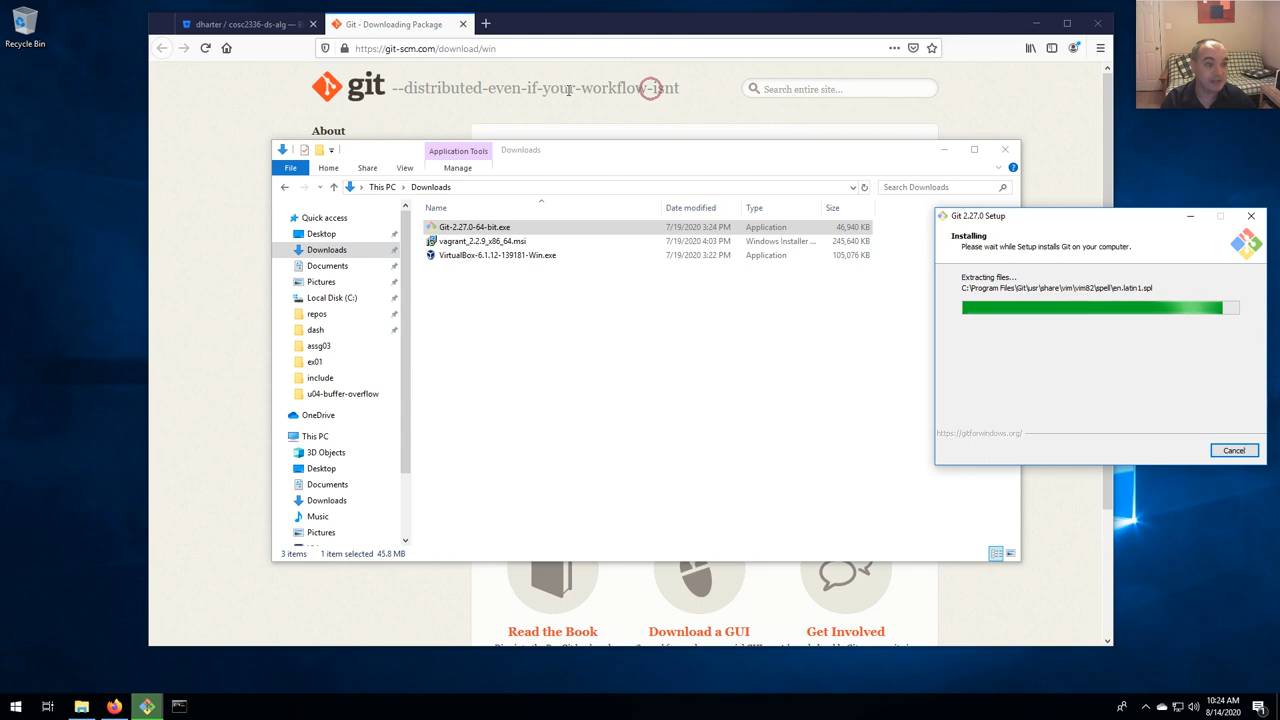 Recycle Bin
dharter / cosc2336-ds-alg — B
Git - Downloading Package
https://git-scm.com/download/win
git --distributed-even-if-your-workflow-isnt
Search entire site...
About
Application Tools
Downloads
File
Home
Share
View
Manage
This PC
Downloads
Search Downloads
Name
Date modified
Type
Size
Git-2.27.0-64-bit.exe
7/19/2020 3:24 PM
Application
46,940 KB
vagrant_2.2.9_x86_64.msi
7/19/2020 4:03 PM
Windows Installer ...
245,640 KB
VirtualBox-6.1.12-139181-Win.exe
7/19/2020 3:22 PM
Application
105,076 KB
Quick access
Desktop
Downloads
Documents
Pictures
Local Disk (C:)
repos
dash
assg03
ex01
include
u04-buffer-overflow
OneDrive
This PC
3D Objects
Desktop
Documents
Downloads
Music
Pictures
3 items
1 item selected 45.8 MB
Git 2.27.0 Setup
Installing
Please wait while Setup installs Git on your computer.
Extracting files...
C:\Program Files\Git\usr\share\vim\vim82\spell\en.latin1.spl
https://gitforwindows.org/
Cancel
Read the Book
Download a GUI
Get Involved
10:24 AM
8/14/2020